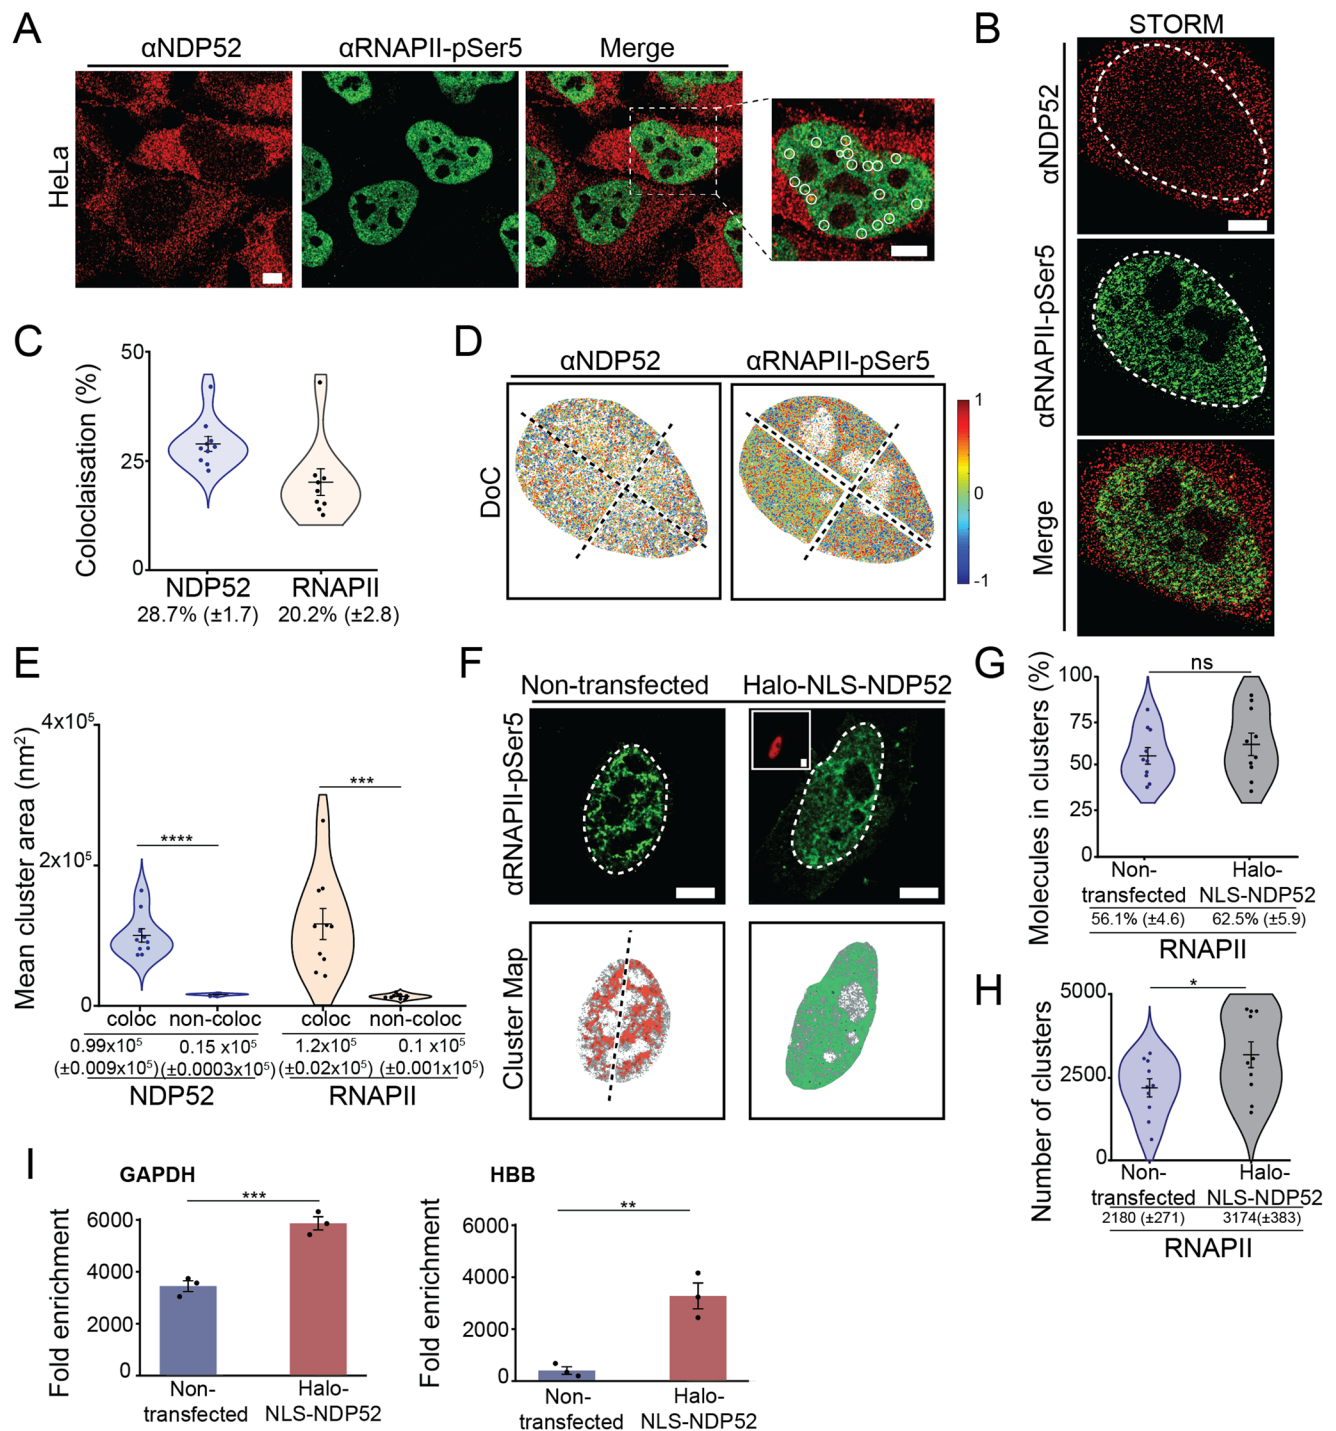 A
αNDP52
αRNAPII-pSer5
Merge
HeLa
B
STORM
αNDP52
αRNAPII-pSer5
Merge
C
Coloclaisation (%)
50
25
0
NDP52
RNAPII
28.7% (±1.7)
20.2% (±2.8)
D
αNDP52
αRNAPII-pSer5
DoC
1
0
-1
E
Mean cluster area (nm²)
4x10⁵
2x10⁵
0
****
***
coloc
non-coloc
coloc
non-coloc
0.99x10⁵
0.15 x10⁵
1.2x10⁵
0.1 x10⁵
(±0.009x10⁵)
(±0.0003x10⁵)
(±0.02x10⁵)
(±0.001x10⁵)
NDP52
RNAPII
F
Non-transfected
Halo-NLS-NDP52
αRNAPII-pSer5
Cluster Map
G
Molecules in clusters (%)
100
75
50
25
0
ns
Non-
transfected
Halo-
NLS-NDP52
56.1% (±4.6)
62.5% (±5.9)
RNAPII
H
Number of clusters
5000
2500
0
*
Non-
transfected
Halo-
NLS-NDP52
2180 (±271)
3174(±383)
RNAPII
I
GAPDH
Fold enrichment
6000
4000
2000
0
***
Non-
transfected
Halo-
NLS-NDP52
HBB
Fold enrichment
6000
4000
2000
0
**
Non-
transfected
Halo-
NLS-NDP52